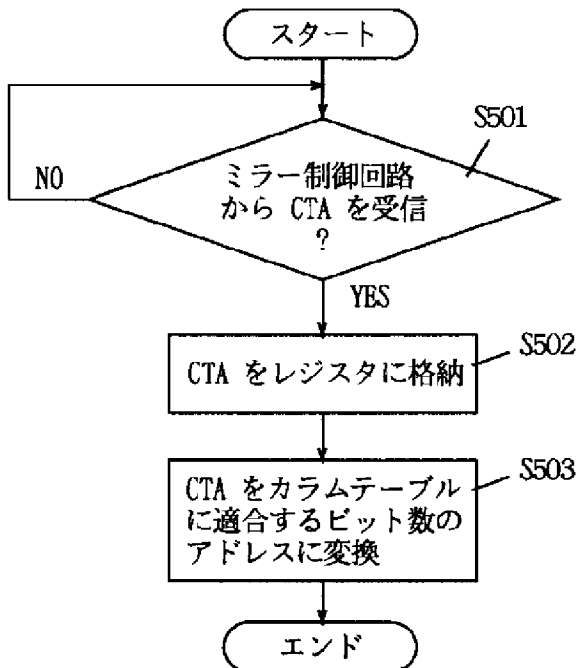 スタート
S501
NO
ミラー制御回路
から CTA を受信
?
YES
S502
CTA をレジスタに格納
S503
CTA をカラムテーブル
に適合するビット数の
アドレスに変換
エンド